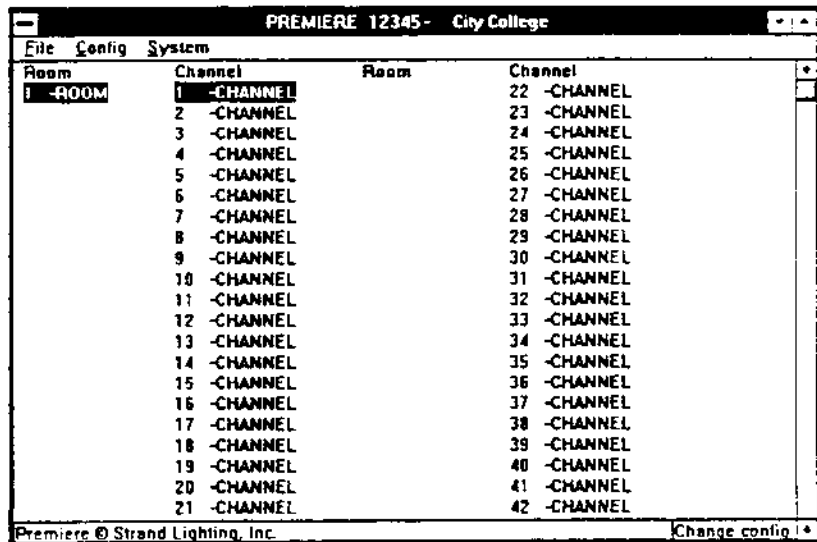 PREMIERE 12345- City College
File Config System
Room Channel Room Channel
1 -ROOM 1 -CHANNEL 22 -CHANNEL
2 -CHANNEL 23 -CHANNEL
3 -CHANNEL 24 -CHANNEL
4 -CHANNEL 25 -CHANNEL
5 -CHANNEL 26 -CHANNEL
6 -CHANNEL 27 -CHANNEL
7 -CHANNEL 28 -CHANNEL
8 -CHANNEL 29 -CHANNEL
9 -CHANNEL 30 -CHANNEL
10 -CHANNEL 31 -CHANNEL
11 -CHANNEL 32 -CHANNEL
12 -CHANNEL 33 -CHANNEL
13 -CHANNEL 34 -CHANNEL
14 -CHANNEL 35 -CHANNEL
15 -CHANNEL 36 -CHANNEL
16 -CHANNEL 37 -CHANNEL
17 -CHANNEL 38 -CHANNEL
18 -CHANNEL 39 -CHANNEL
19 -CHANNEL 40 -CHANNEL
20 -CHANNEL 41 -CHANNEL
21 -CHANNEL 42 -CHANNEL
Premiere © Strand Lighting, Inc. Change config